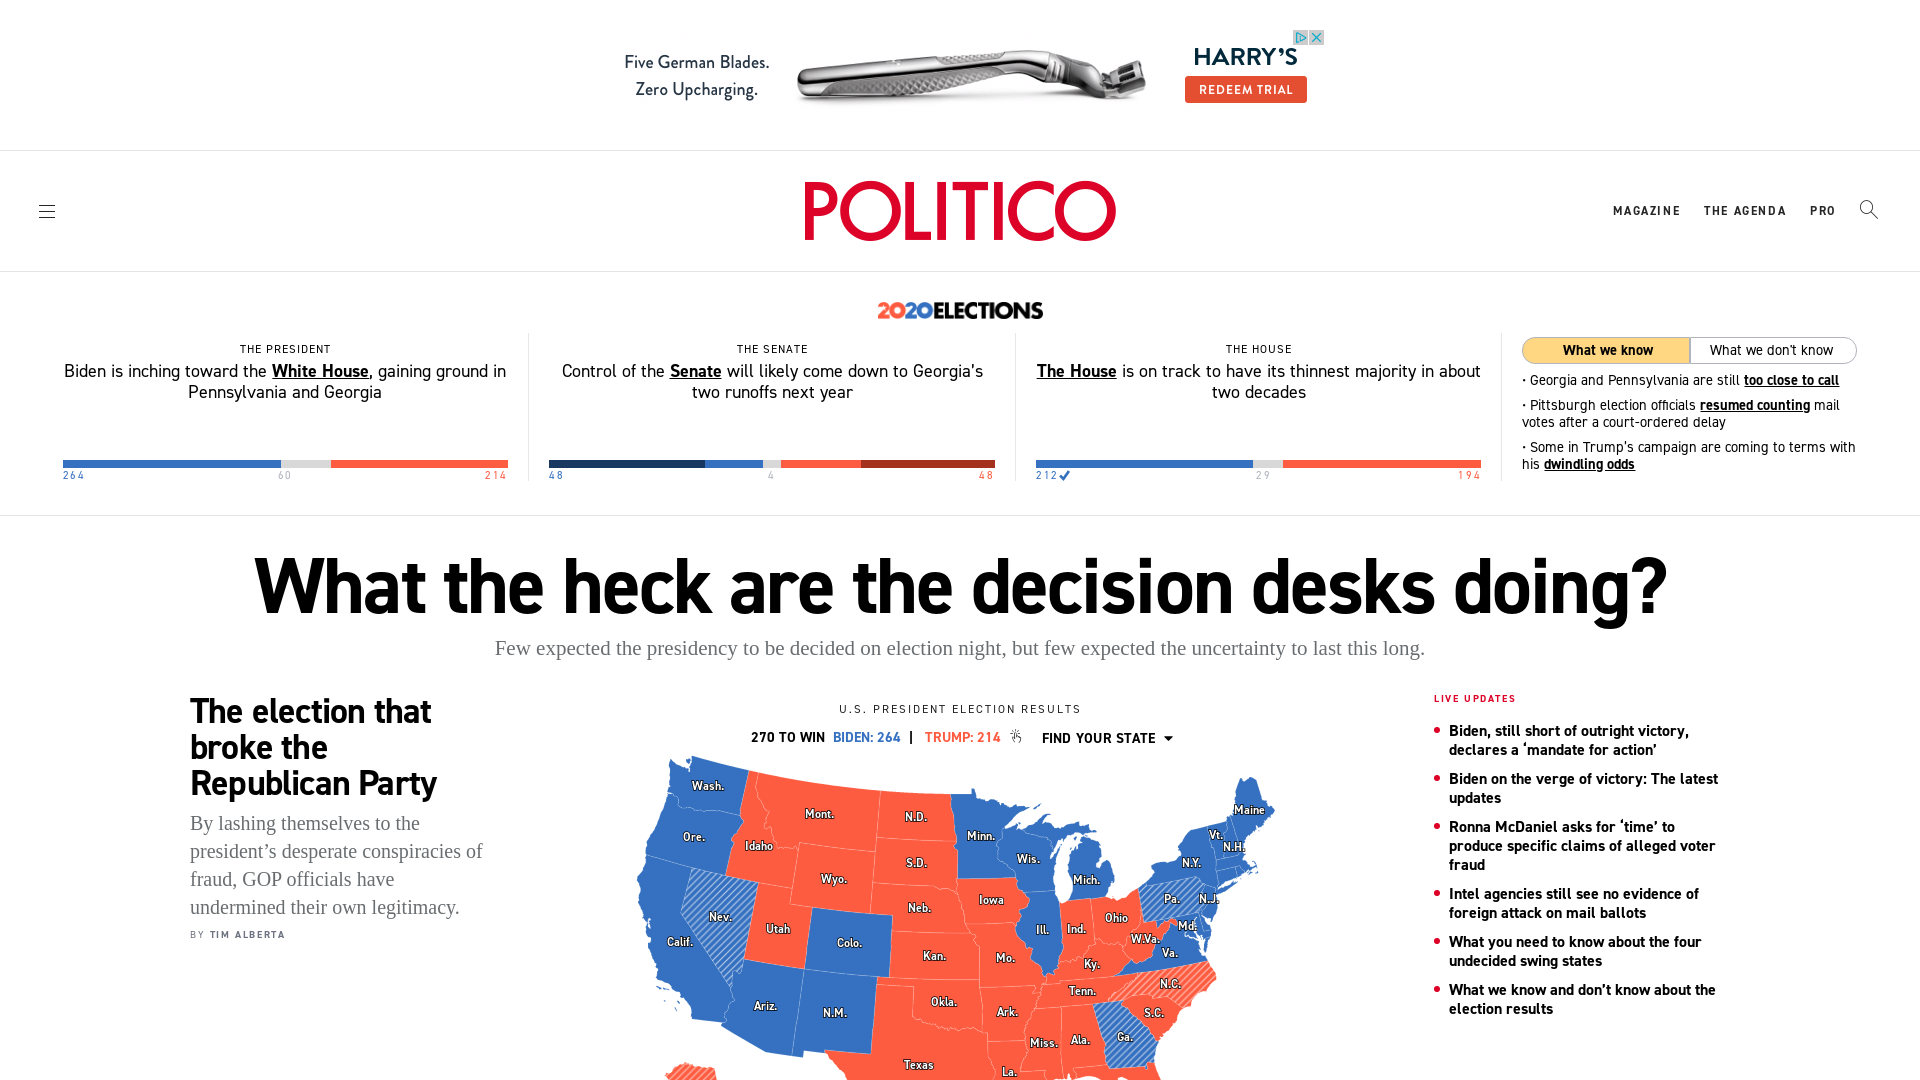 Five German Blades.
Zero Upcharging.
HARRY'S
REDEEM TRIAL
POLITICO
MAGAZINE THE AGENDA PRO
2020ELECTIONS
THE PRESIDENT
Biden is inching toward the White House, gaining ground in
Pennsylvania and Georgia
264 60 214
THE SENATE
Control of the Senate will likely come down to Georgia’s
two runoffs next year
48 4 48
THE HOUSE
The House is on track to have its thinnest majority in about
two decades
212 29 194
What we know What we don't know
· Georgia and Pennsylvania are still too close to call
· Pittsburgh election officials resumed counting mail
votes after a court-ordered delay
· Some in Trump’s campaign are coming to terms with
his dwindling odds
What the heck are the decision desks doing?
Few expected the presidency to be decided on election night, but few expected the uncertainty to last this long.
The election that
broke the
Republican Party
By lashing themselves to the
president’s desperate conspiracies of
fraud, GOP officials have
undermined their own legitimacy.
BY TIM ALBERTA
U.S. PRESIDENT ELECTION RESULTS
270 TO WIN BIDEN: 264 | TRUMP: 214 FIND YOUR STATE
Wash.
Mont.
N.D.
Maine
Ore.
Minn.
Vt.
Idaho
N.H.
S.D.
Wis.
N.Y.
Wyo.
Mich.
Iowa
Pa.
N.J.
Neb.
Nev.
Ohio
Utah
Ill.
Ind.
Md.
Calif.
Colo.
W.Va.
Va.
Kan.
Mo.
Ky.
N.C.
Tenn.
Okla.
Ariz.
N.M.
Ark.
S.C.
Ga.
Miss.
Ala.
Texas
La.
LIVE UPDATES
Biden, still short of outright victory,
declares a ‘mandate for action’
Biden on the verge of victory: The latest
updates
Ronna McDaniel asks for ‘time’ to
produce specific claims of alleged voter
fraud
Intel agencies still see no evidence of
foreign attack on mail ballots
What you need to know about the four
undecided swing states
What we know and don’t know about the
election results